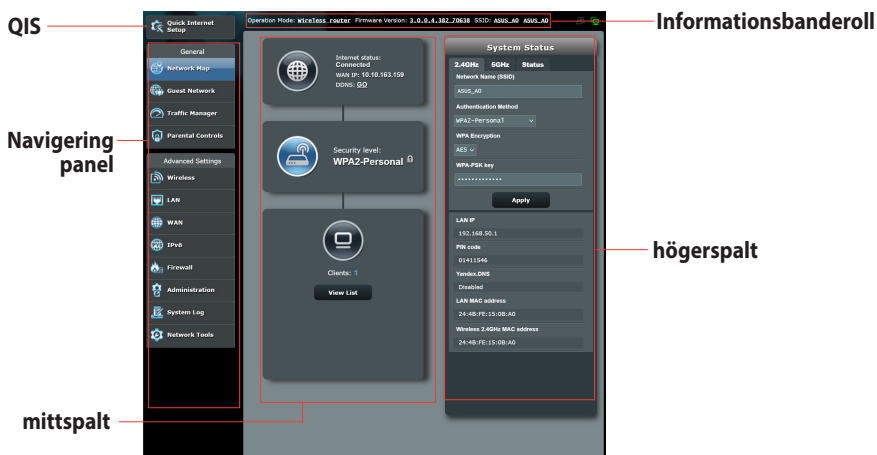 QIS
Navigering
panel
mittspalt
Informationsbanderoll
högerspalt
Quick Internet
Setup
General
Network Map
Guest Network
Traffic Manager
Parental Controls
Advanced Settings
Wireless
LAN
WAN
IPv6
Firewall
Administration
System Log
Network Tools
Operation Mode: Wireless router Firmware Version: 3.0.0.4.382_70638 SSID: ASUS_A0 ASUS_A0
Internet status:
Connected
WAN IP: 10.10.163.159
DDNS: GO
Security level:
WPA2-Personal
Clients: 1
View List
System Status
2.4GHz 5GHz Status
Network Name (SSID)
ASUS_A0
Authentication Method
WPA2-Personal
WPA Encryption
AES
WPA-PSK key
•••••••••••••
Apply
LAN IP
192.168.50.1
PIN code
01411546
Yandex.DNS
Disabled
LAN MAC address
24:4B:FE:15:0B:A0
Wireless 2.4GHz MAC address
24:4B:FE:15:0B:A0